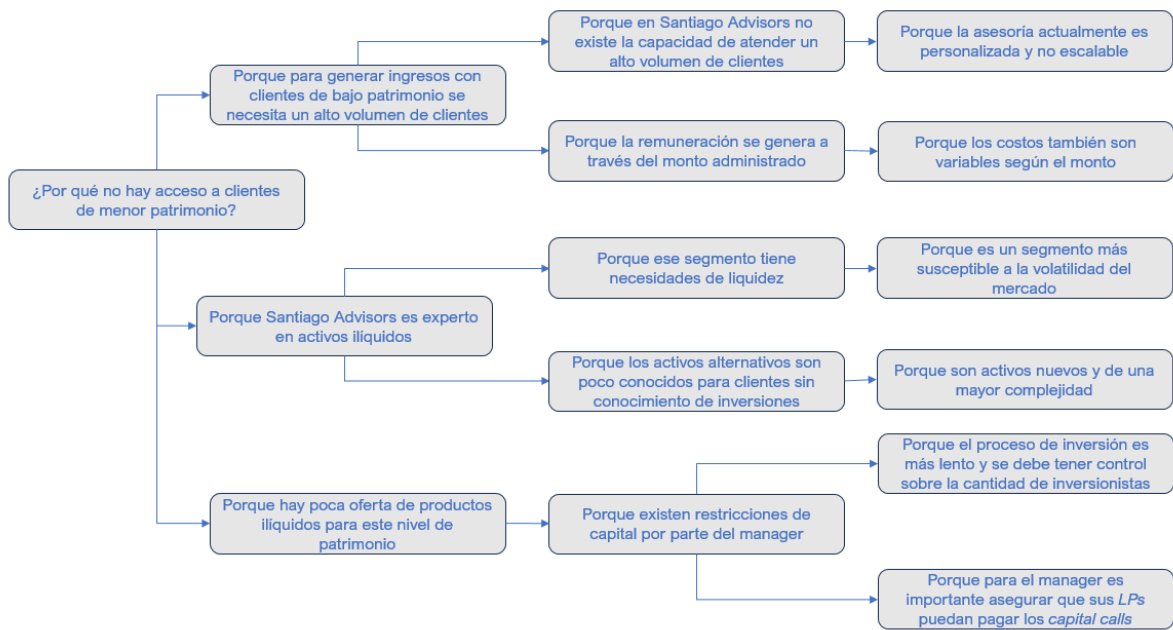 Porque en Santiago Advisors no
existe la capacidad de atender un
alto volumen de clientes
Porque la asesoría actualmente es
personalizada y no escalable
Porque para generar ingresos con
clientes de bajo patrimonio se
necesita un alto volumen de clientes
Porque la remuneración se genera a
través del monto administrado
Porque los costos también son
variables según el monto
¿Por qué no hay acceso a clientes
de menor patrimonio?
Porque ese segmento tiene
necesidades de liquidez
Porque es un segmento más
susceptible a la volatilidad del
mercado
Porque Santiago Advisors es experto
en activos ilíquidos
Porque los activos alternativos son
poco conocidos para clientes sin
conocimiento de inversiones
Porque son activos nuevos y de una
mayor complejidad
Porque el proceso de inversión es
más lento y se debe tener control
sobre la cantidad de inversionistas
Porque hay poca oferta de productos
ilíquidos para este nivel de
patrimonio
Porque existen restricciones de
capital por parte del manager
Porque para el manager es
importante asegurar que sus LPs
puedan pagar los capital calls